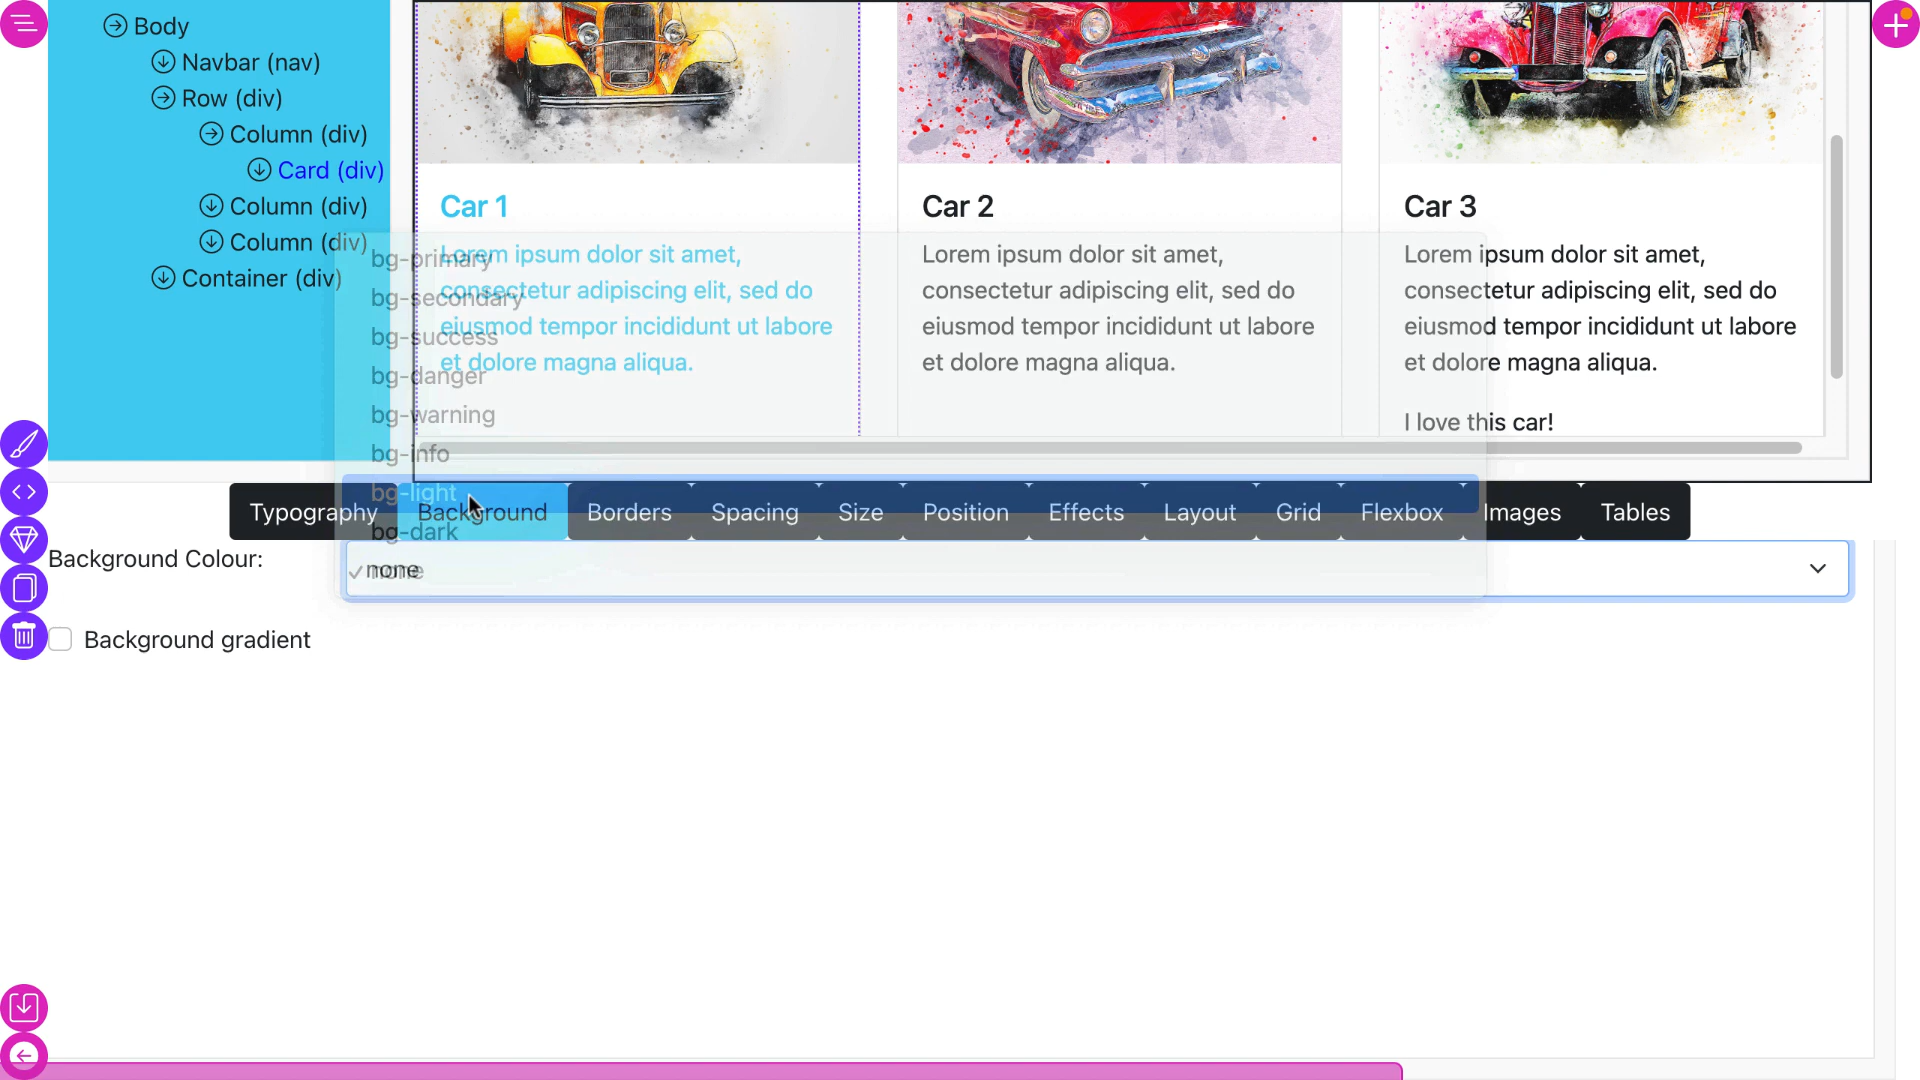 Body
Navbar (nav)
Row (div)
Column (div)
Card (div)
Column (div)
Column (div)
Container (div)
Car 1
Lorem ipsum dolor sit amet,
consectetur adipiscing elit, sed do
eiusmod tempor incididunt ut labore
et dolore magna aliqua.
Car 2
Lorem ipsum dolor sit amet,
consectetur adipiscing elit, sed do
eiusmod tempor incididunt ut labore
et dolore magna aliqua.
Car 3
Lorem ipsum dolor sit amet,
consectetur adipiscing elit, sed do
eiusmod tempor incididunt ut labore
et dolore magna aliqua.
I love this car!
bg-primary
bg-secondary
bg-success
bg-danger
bg-warning
bg-info
bg-light
bg-dark
none
Typography Background Borders Spacing Size Position Effects Layout Grid Flexbox Images Tables
Background Colour: none
Background gradient